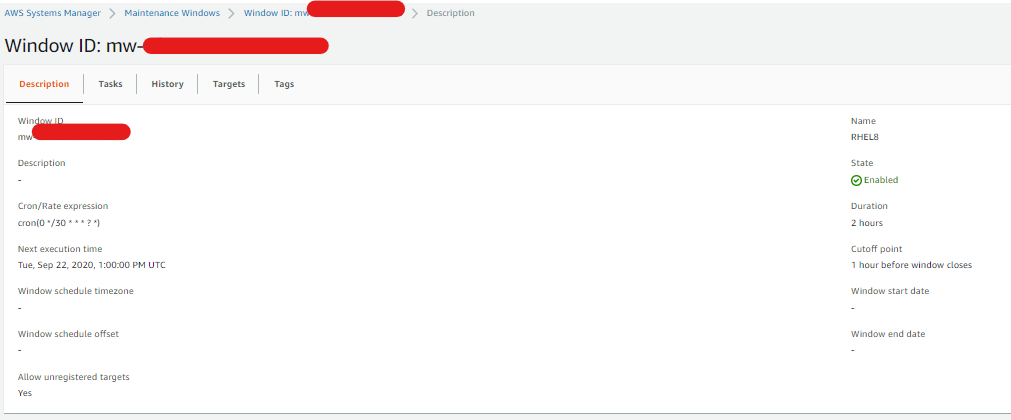 AWS Systems Manager > Maintenance Windows > Window ID: mw- > Description
Window ID: mw-
Description Tasks History Targets Tags
Window ID
mw-
Name
RHEL8
Description
-
State
Enabled
Cron/Rate expression
cron(0 */30 * * * ? *)
Duration
2 hours
Next execution time
Tue, Sep 22, 2020, 1:00:00 PM UTC
Cutoff point
1 hour before window closes
Window schedule timezone
-
Window start date
-
Window schedule offset
-
Window end date
-
Allow unregistered targets
Yes